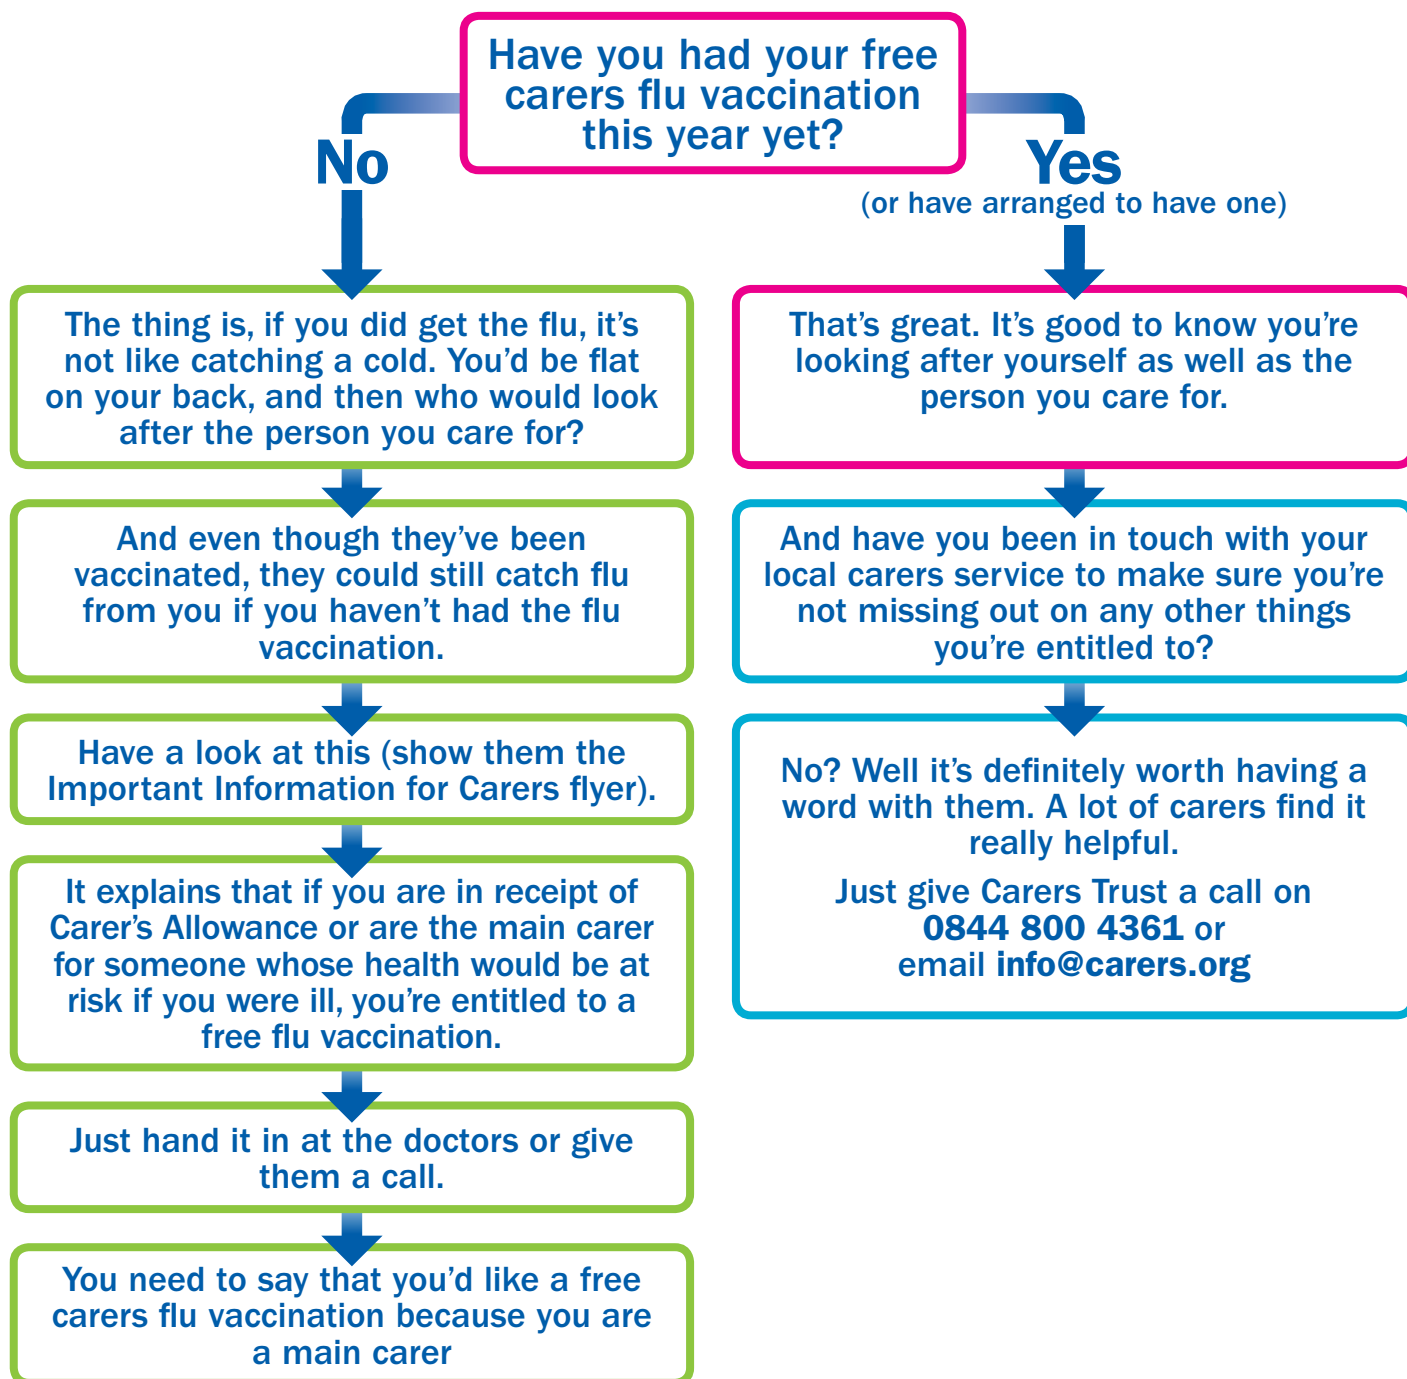 Have you had your free
carers flu vaccination
this year yet?
No
Yes
(or have arranged to have one)
The thing is, if you did get the flu, it's
not like catching a cold. You'd be flat
on your back, and then who would look
after the person you care for?
And even though they've been
vaccinated, they could still catch flu
from you if you haven't had the flu
vaccination.
Have a look at this (show them the
Important Information for Carers flyer).
It explains that if you are in receipt of
Carer's Allowance or are the main carer
for someone whose health would be at
risk if you were ill, you're entitled to a
free flu vaccination.
Just hand it in at the doctors or give
them a call.
You need to say that you'd like a free
carers flu vaccination because you are
a main carer
That's great. It's good to know you're
looking after yourself as well as the
person you care for.
And have you been in touch with your
local carers service to make sure you're
not missing out on any other things
you're entitled to?
No? Well it's definitely worth having a
word with them. A lot of carers find it
really helpful.
Just give Carers Trust a call on
0844 800 4361 or
email info@carers.org